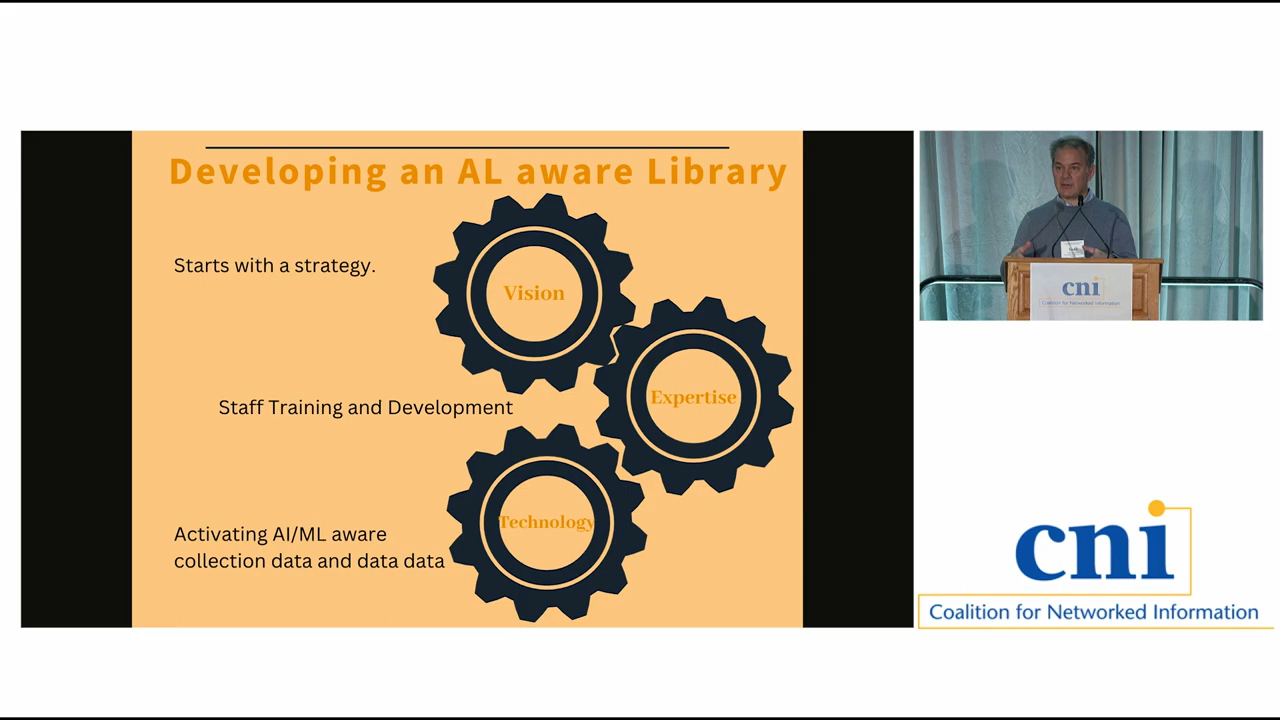 Developing an AL aware Library
Starts with a strategy.
Vision
Expertise
Staff Training and Development
Technology
Activating AI/ML aware
collection data and data data
cni
Coalition for Networked Information
cni
Coalition for Networked Information